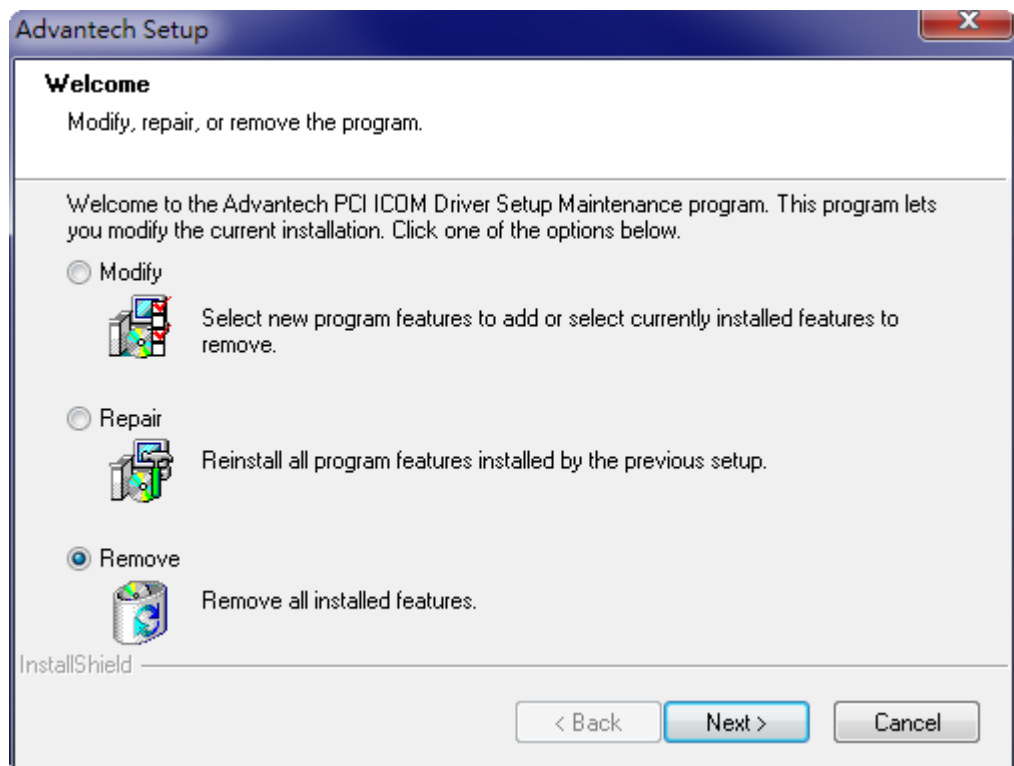 Advantech Setup
Welcome
Modify, repair, or remove the program.
Welcome to the Advantech PCI ICOM Driver Setup Maintenance program. This program lets
you modify the current installation. Click one of the options below.
Modify
Select new program features to add or select currently installed features to
remove.
Repair
Reinstall all program features installed by the previous setup.
Remove
Remove all installed features.
InstallShield
< Back
Next >
Cancel